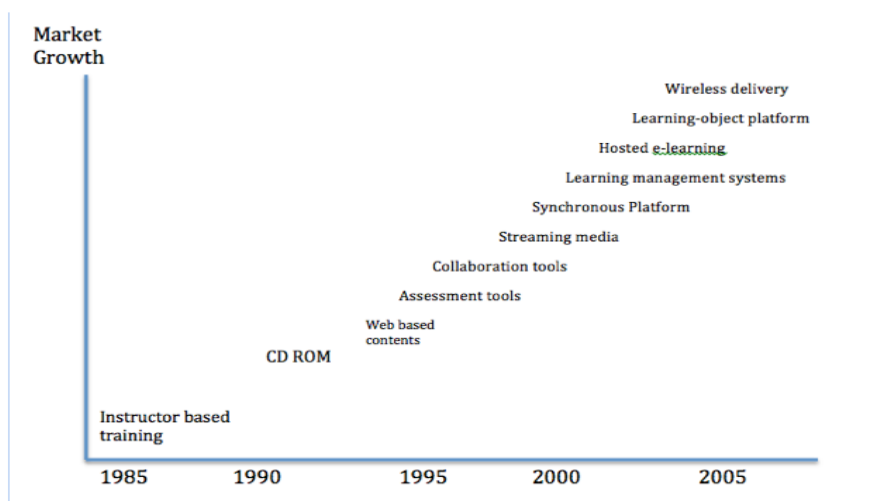 Market
Growth
Wireless delivery
Learning-object platform
Hosted e-learning
Learning management systems
Synchronous Platform
Streaming media
Collaboration tools
Assessment tools
Web based
contents
CD ROM
Instructor based
training
1985 1990 1995 2000 2005